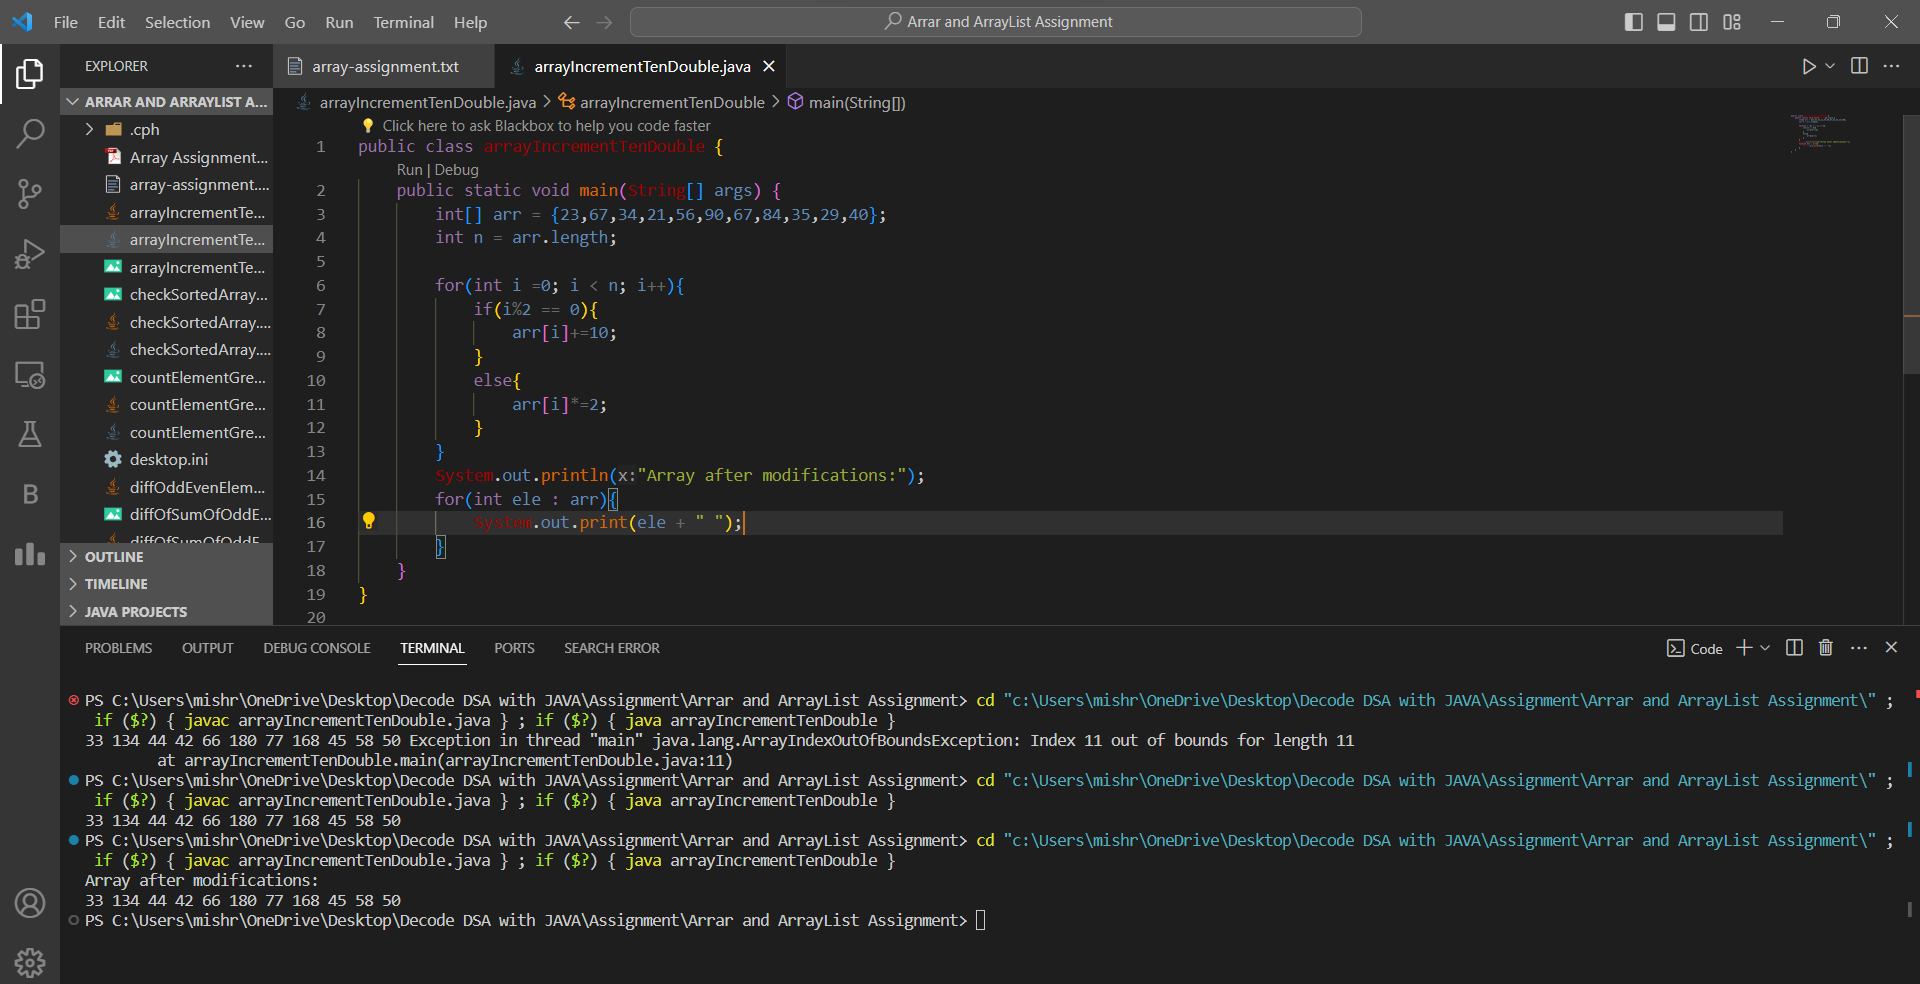 File Edit Selection View Go Run Terminal Help
Arrar and ArrayList Assignment
EXPLORER
array-assignment.txt
arrayIncrementTenDouble.java
ARRAR AND ARRAYLIST A...
.cph
Array Assignment...
array-assignment....
arrayIncrementTe...
arrayIncrementTe...
arrayIncrementTe...
checkSortedArray...
checkSortedArray....
checkSortedArray....
countElementGre...
countElementGre...
countElementGre...
desktop.ini
diffOddEvenElem...
diffOfSumOfOddE...
diffOfSumOfOddE
OUTLINE
TIMELINE
JAVA PROJECTS
arrayIncrementTenDouble.java > arrayIncrementTenDouble > main(String[])
Click here to ask Blackbox to help you code faster
1 public class arrayIncrementTenDouble {
Run | Debug
2 public static void main(String[] args) {
3 int[] arr = {23,67,34,21,56,90,67,84,35,29,40};
4 int n = arr.length;
5
6 for(int i =0; i < n; i++){
7 if(i%2 == 0){
8 arr[i]+=10;
9 }
10 else{
11 arr[i]*=2;
12 }
13 }
14 System.out.println(x:"Array after modifications:");
15 for(int ele : arr){
16 System.out.print(ele + " ");
17 }
18 }
19 }
20
PROBLEMS OUTPUT DEBUG CONSOLE TERMINAL PORTS SEARCH ERROR
Code
PS C:\Users\mishr\OneDrive\Desktop\Decode DSA with JAVA\Assignment\Arrar and ArrayList Assignment> cd "c:\Users\mishr\OneDrive\Desktop\Decode DSA with JAVA\Assignment\Arrar and ArrayList Assignment\" ;
if ($?) { javac arrayIncrementTenDouble.java } ; if ($?) { java arrayIncrementTenDouble }
33 134 44 42 66 180 77 168 45 58 50 Exception in thread "main" java.lang.ArrayIndexOutOfBoundsException: Index 11 out of bounds for length 11
at arrayIncrementTenDouble.main(arrayIncrementTenDouble.java:11)
PS C:\Users\mishr\OneDrive\Desktop\Decode DSA with JAVA\Assignment\Arrar and ArrayList Assignment> cd "c:\Users\mishr\OneDrive\Desktop\Decode DSA with JAVA\Assignment\Arrar and ArrayList Assignment\" ;
if ($?) { javac arrayIncrementTenDouble.java } ; if ($?) { java arrayIncrementTenDouble }
33 134 44 42 66 180 77 168 45 58 50
PS C:\Users\mishr\OneDrive\Desktop\Decode DSA with JAVA\Assignment\Arrar and ArrayList Assignment> cd "c:\Users\mishr\OneDrive\Desktop\Decode DSA with JAVA\Assignment\Arrar and ArrayList Assignment\" ;
if ($?) { javac arrayIncrementTenDouble.java } ; if ($?) { java arrayIncrementTenDouble }
Array after modifications:
33 134 44 42 66 180 77 168 45 58 50
PS C:\Users\mishr\OneDrive\Desktop\Decode DSA with JAVA\Assignment\Arrar and ArrayList Assignment>